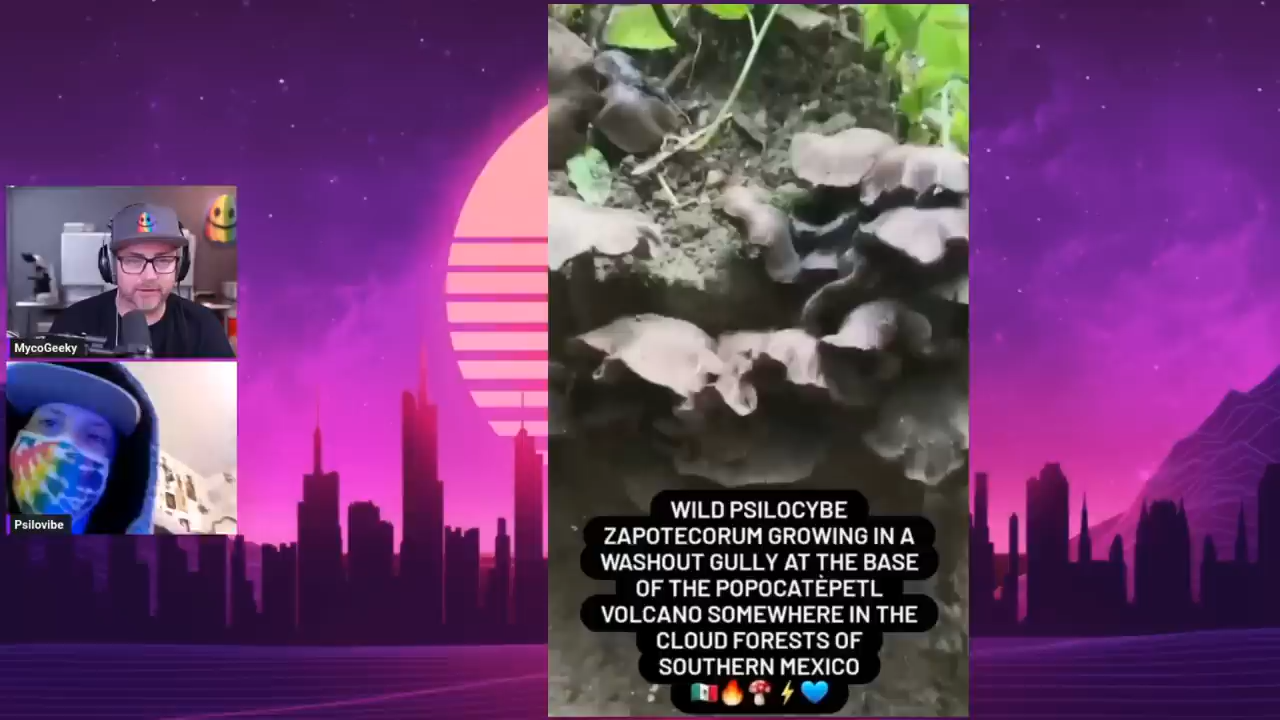 MycoGeeky
Psilovibe
WILD PSILOCYBE
ZAPOTECORUM GROWING IN A
WASHOUT GULLY AT THE BASE
OF THE POPOCATÈPETL
VOLCANO SOMEWHERE IN THE
CLOUD FORESTS OF
SOUTHERN MEXICO
🇲🇽🔥🍄⚡💙